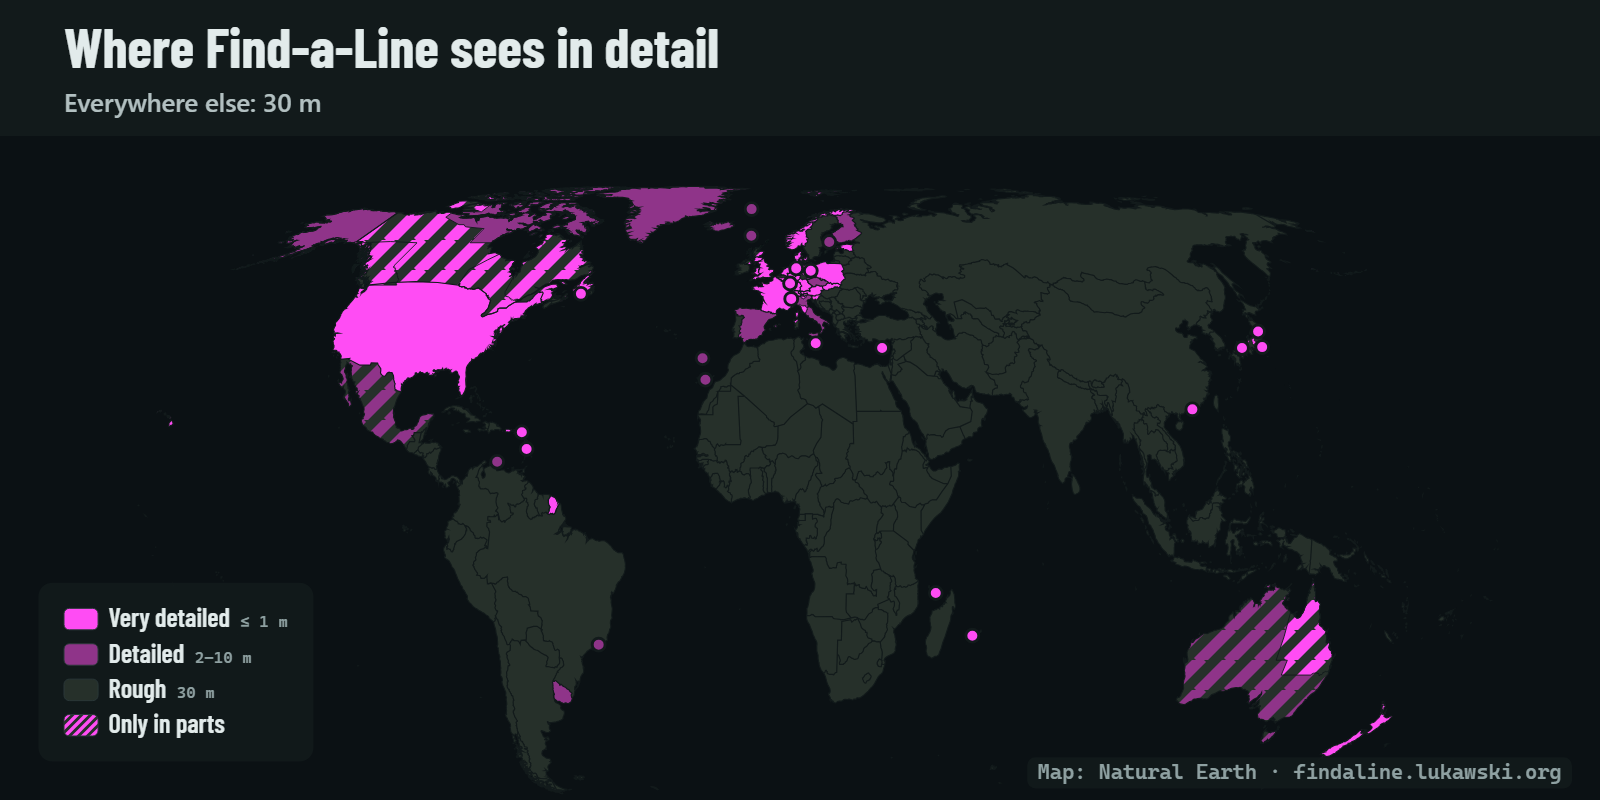 Where Find-a-Line sees in detail
Everywhere else: 30 m
Very detailed ≤ 1 m
Detailed 2–10 m
Rough 30 m
Only in parts
Map: Natural Earth · findaline.lukawski.org